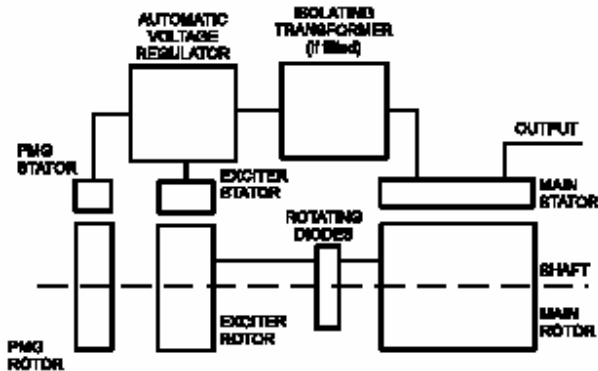 AUTOMATIC
VOLTAGE
REGULATOR
ISOLATING
TRANSFORMER
(if fitted)
OUTPUT
PMG
STATOR
EXCITER
STATOR
MAIN
STATOR
ROTATING
DIODES
SHAFT
EXCITER
ROTOR
MAIN
ROTOR
PMG
ROTOR